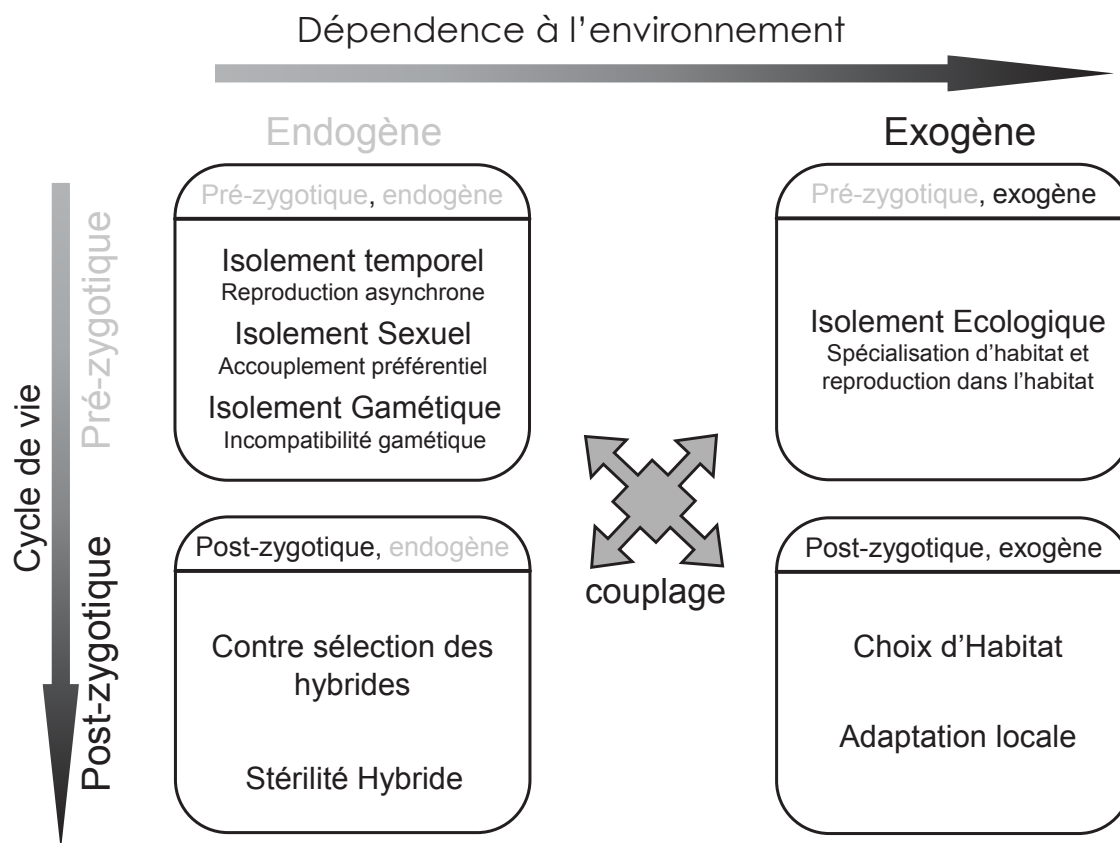 Dépendence à l'environnement
Endogène
Exogène
Cycle de vie
Pré-zygotique
Post-zygotique
Pré-zygotique, endogène
Isolement temporel
Reproduction asynchrone
Isolement Sexuel
Accouplement préférentiel
Isolement Gamétique
Incompatibilité gamétique
Pré-zygotique, exogène
Isolement Ecologique
Spécialisation d'habitat et
reproduction dans l'habitat
couplage
Post-zygotique, endogène
Contre sélection des
hybrides
Stérilité Hybride
Post-zygotique, exogène
Choix d'Habitat
Adaptation locale